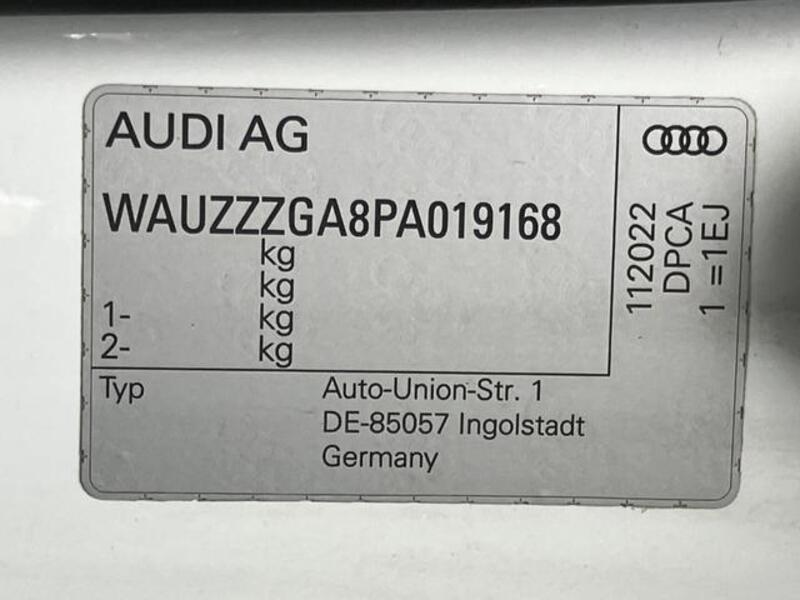 AUDI AG
WAUZZZGA8PA019168
kg
kg
1- kg
2- kg
Typ
Auto-Union-Str. 1
DE-85057 Ingolstadt
Germany
112022
DPCA
1 =1EJ